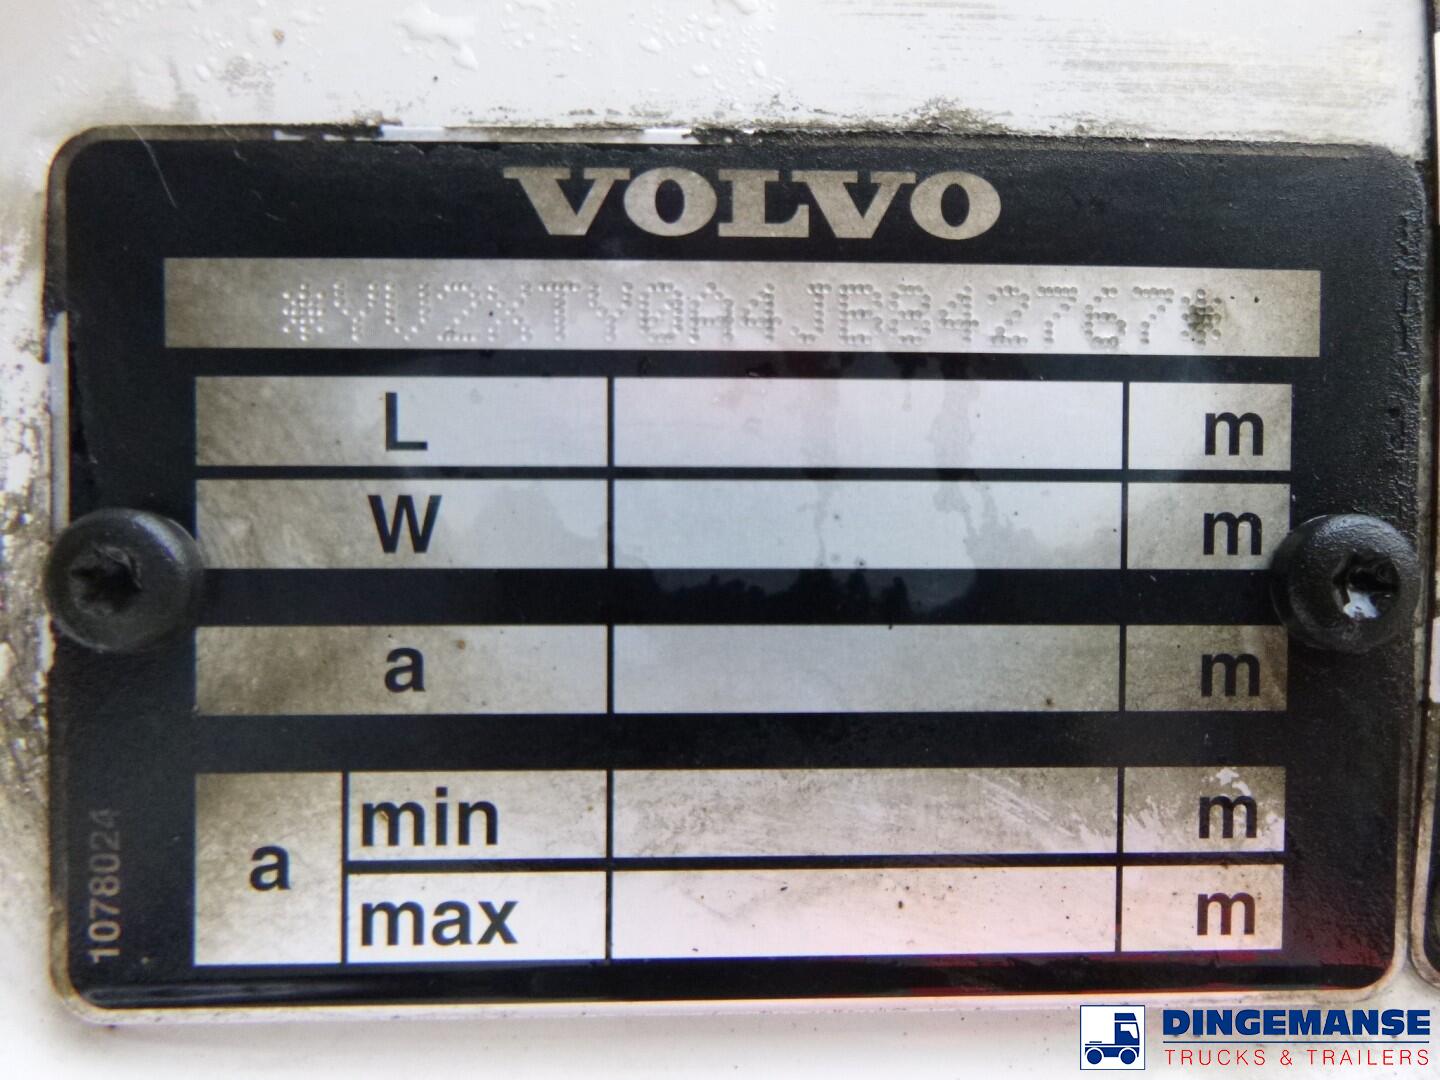 VOLVO
*YV2XTY0A4JB842767*
L m
W m
a m
a min m
max m
1078024
DINGEMANSE
TRUCKS & TRAILERS